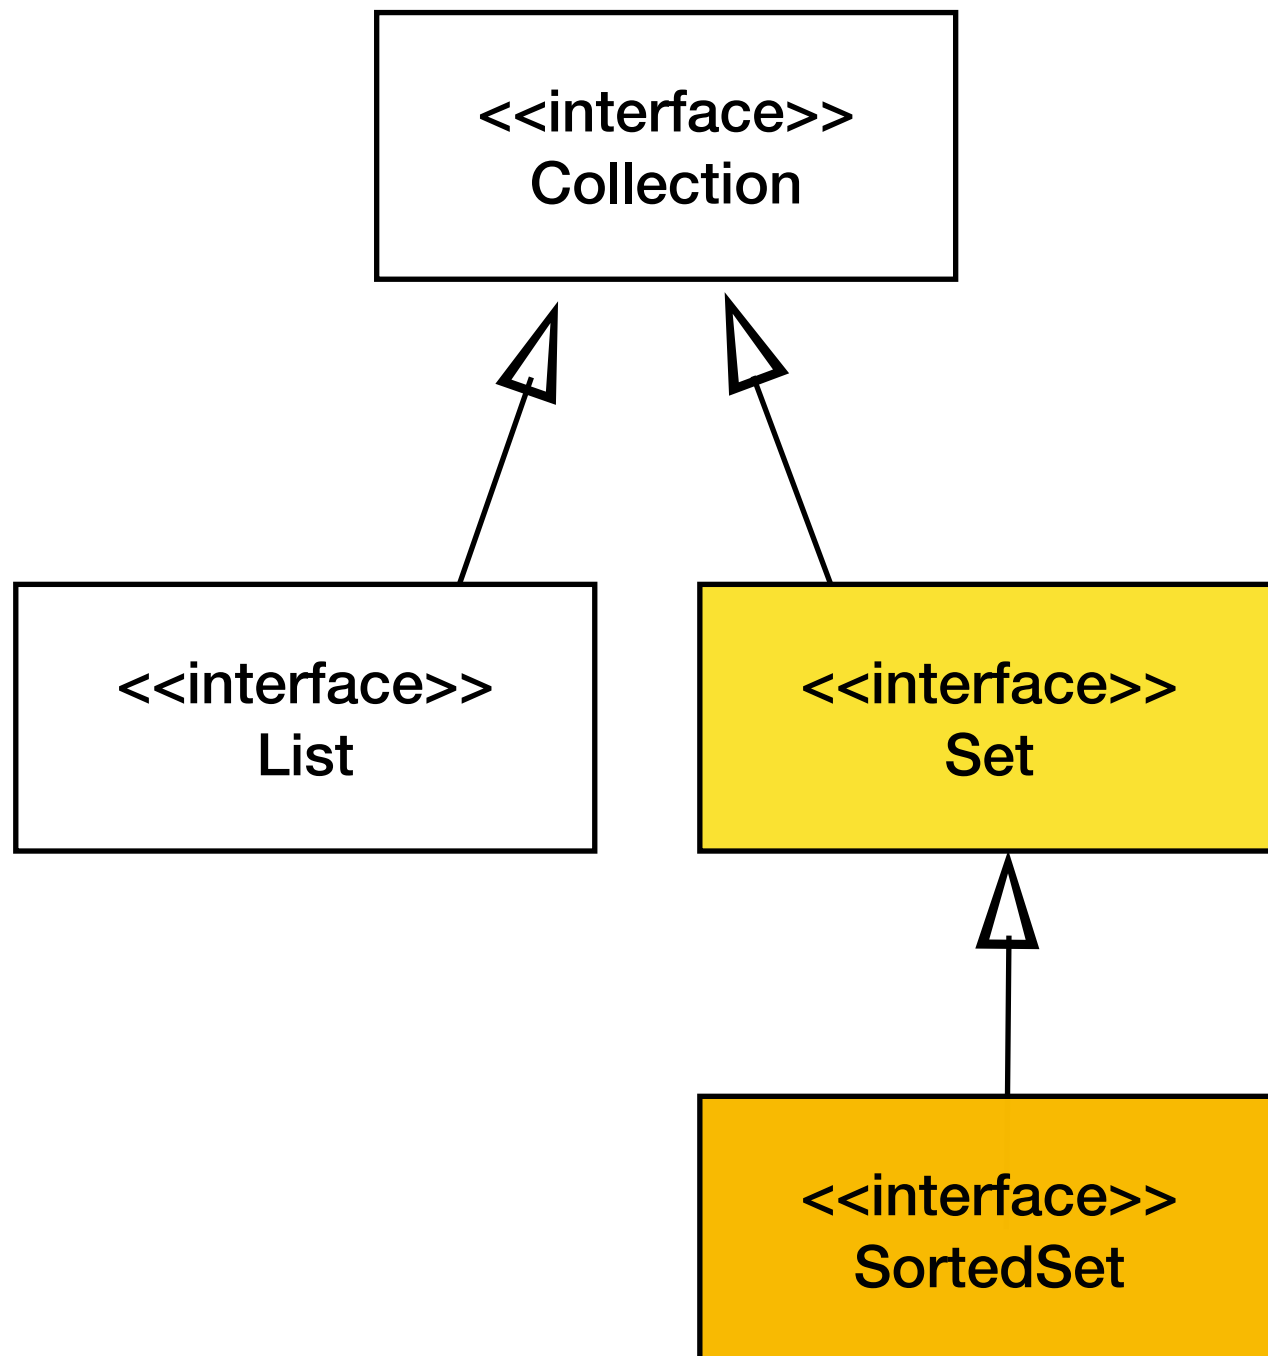 <<interface>>
Collection
<<interface>>
List
<<interface>>
Set
<<interface>>
SortedSet